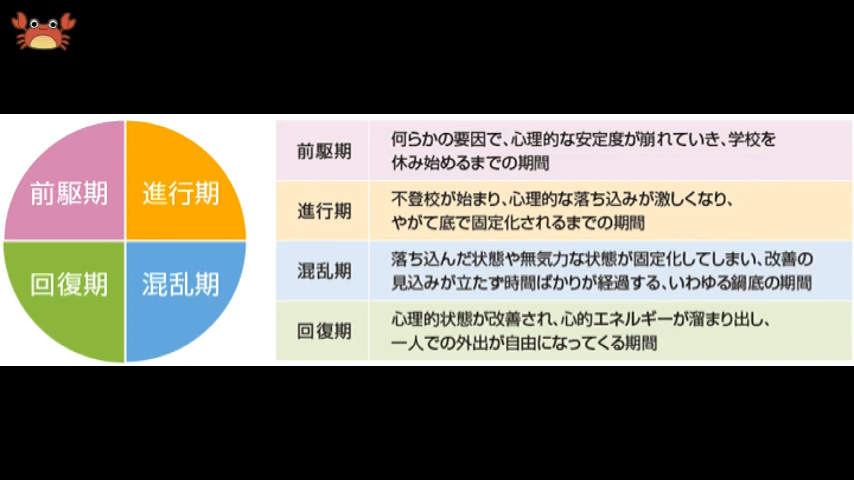 前駆期
進行期
回復期
混乱期
前駆期
何らかの要因で、心理的な安定度が崩れていき、学校を
休み始めるまでの期間
進行期
不登校が始まり、心理的な落ち込みが激しくなり、
やがて底で固定化されるまでの期間
混乱期
落ち込んだ状態や無気力な状態が固定化してしまい、改善の
見込みが立たず時間ばかりが経過する、いわゆる鍋底の期間
回復期
心理的状態が改善され、心的エネルギーが溜まり出し、
一人での外出が自由になってくる期間